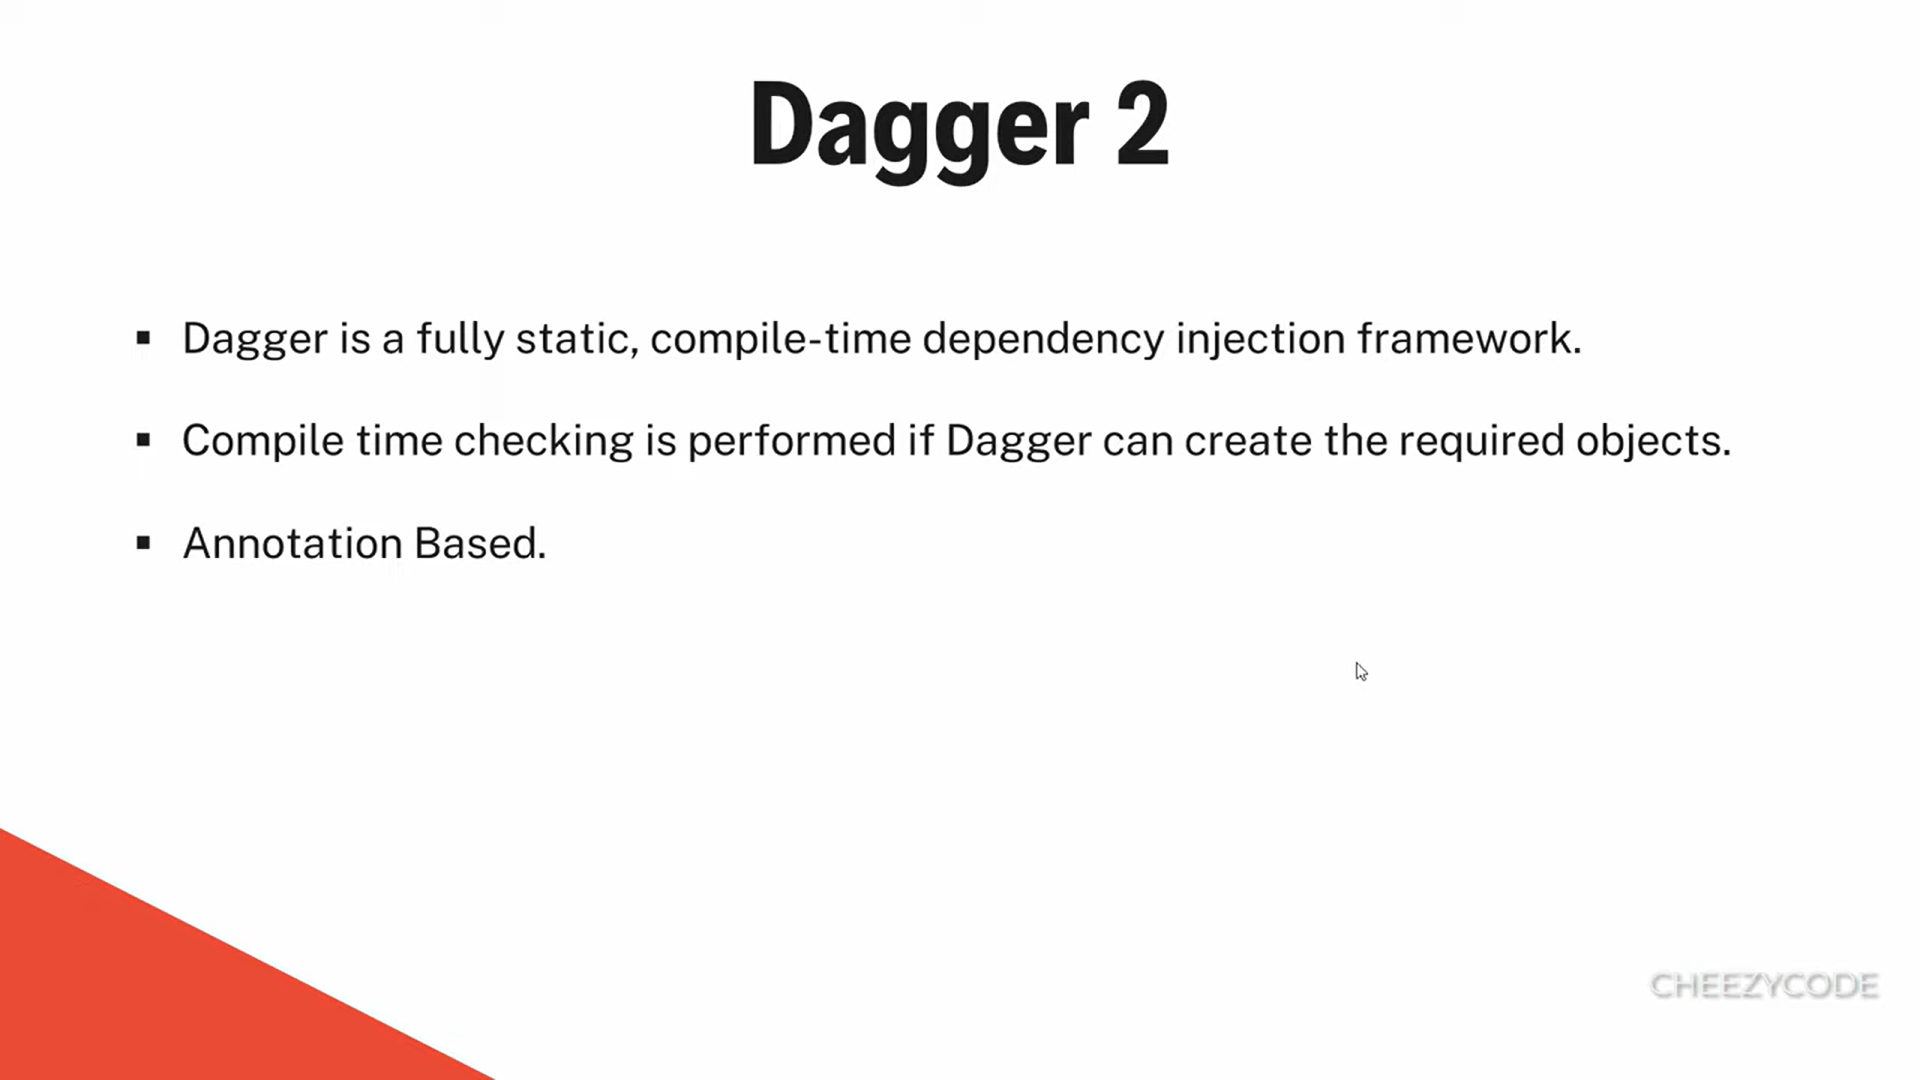 Dagger 2
▪ Dagger is a fully static, compile-time dependency injection framework.
▪ Compile time checking is performed if Dagger can create the required objects.
▪ Annotation Based.
CHEEZYCODE